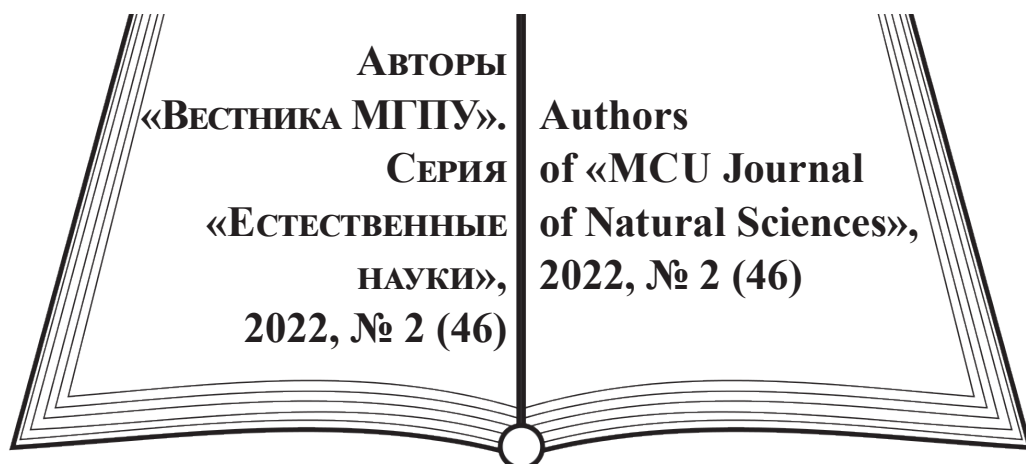 Авторы
«Вестника МГПУ».
Серия
«Естественные
науки»,
2022, № 2 (46)
Authors
of «MCU Journal
of Natural Sciences»,
2022, № 2 (46)